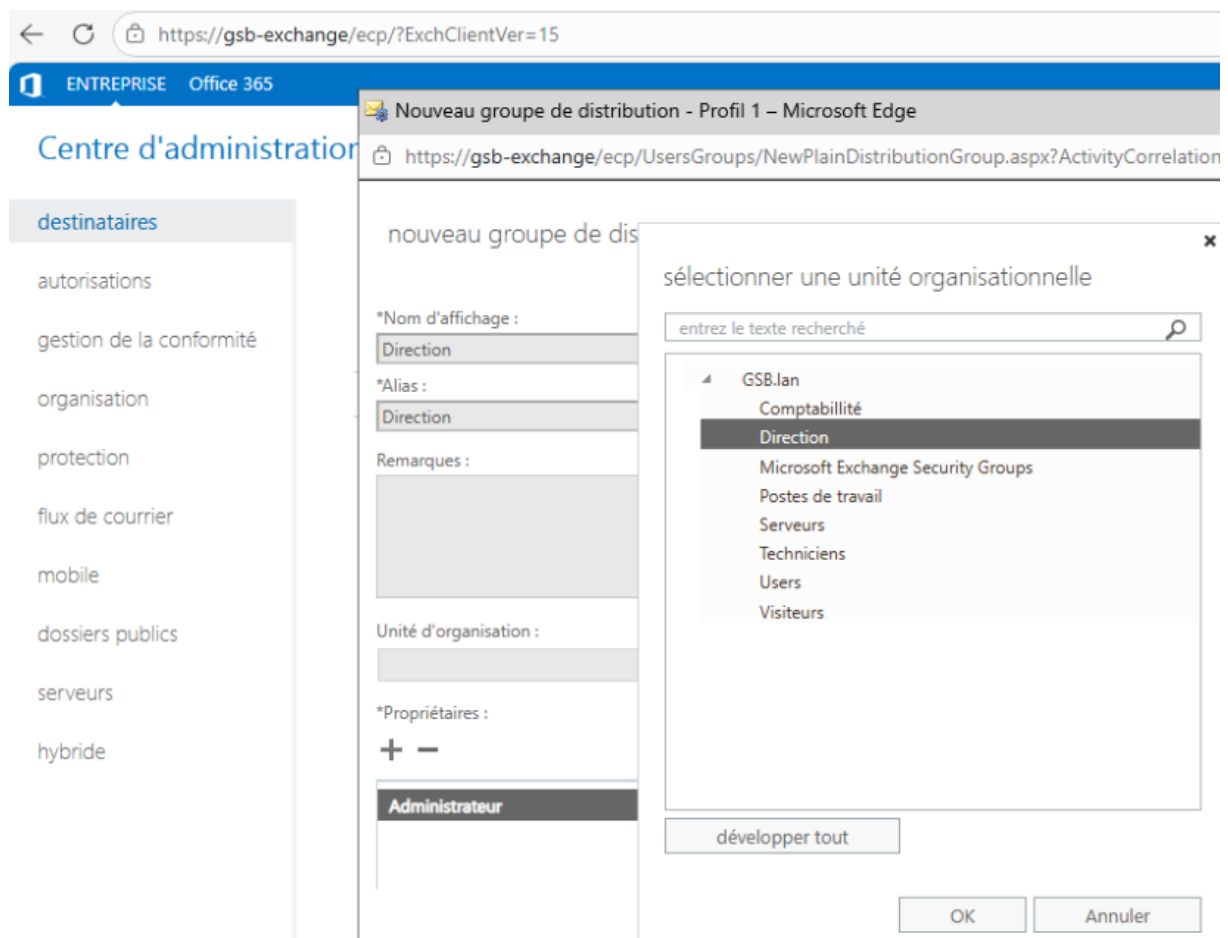 https://gsb-exchange/ecp/?ExchClientVer=15
ENTREPRISE Office 365
Nouveau groupe de distribution - Profil 1 – Microsoft Edge
Centre d'administration
https://gsb-exchange/ecp/UsersGroups/NewPlainDistributionGroup.aspx?ActivityCorrelation
destinataires
autorisations
gestion de la conformité
organisation
protection
flux de courrier
mobile
dossiers publics
serveurs
hybride
nouveau groupe de dis
*Nom d'affichage :
Direction
*Alias :
Direction
Remarques :
Unité d'organisation :
*Propriétaires :
Administrateur
sélectionner une unité organisationnelle
entrez le texte recherché
GSB.lan
Comptabillité
Direction
Microsoft Exchange Security Groups
Postes de travail
Serveurs
Techniciens
Users
Visiteurs
développer tout
OK Annuler